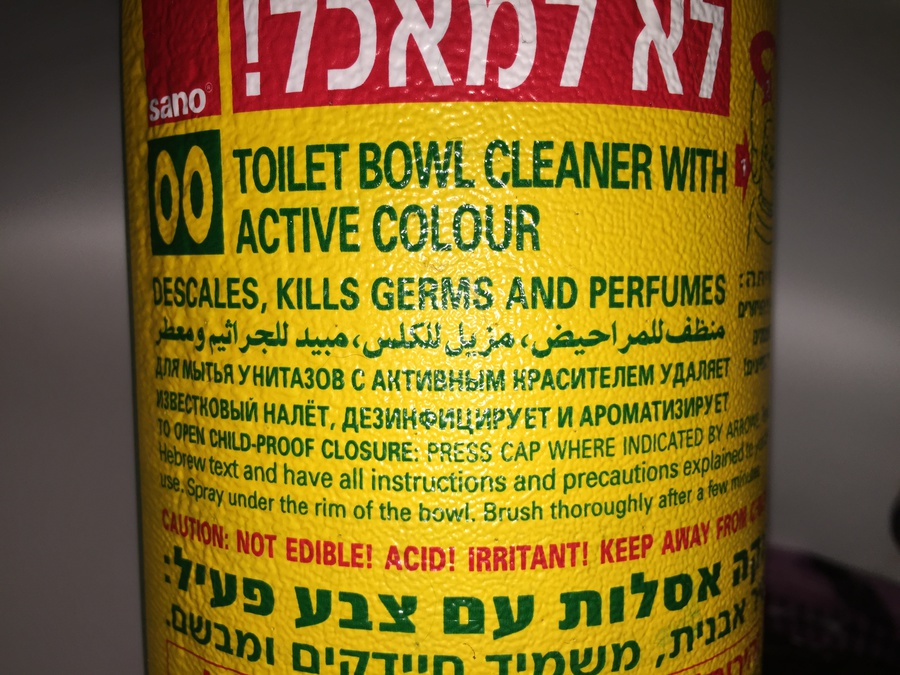 לא למאכל!
sano®
00
TOILET BOWL CLEANER WITH
ACTIVE COLOUR
DESCALES, KILLS GERMS AND PERFUMES
منظف للمراحيض، مزيل للكلس، مبيد للجراثيم ومعطر
ДЛЯ МЫТЬЯ УНИТАЗОВ С АКТИВНЫМ КРАСИТЕЛЕМ УДАЛЯЕТ
ИЗВЕСТКОВЫЙ НАЛЁТ, ДЕЗИНФИЦИРУЕТ И АРОМАТИЗИРУЕТ
TO OPEN CHILD-PROOF CLOSURE: PRESS CAP WHERE INDICATED BY
Hebrew text and have all instructions and precautions explained
use. Spray under the rim of the bowl. Brush thoroughly after a few
CAUTION: NOT EDIBLE! ACID! IRRITANT! KEEP AWAY FROM
אסלות עם צבע פעיל:
אבנית, משמיד חיידקים ומבשם.